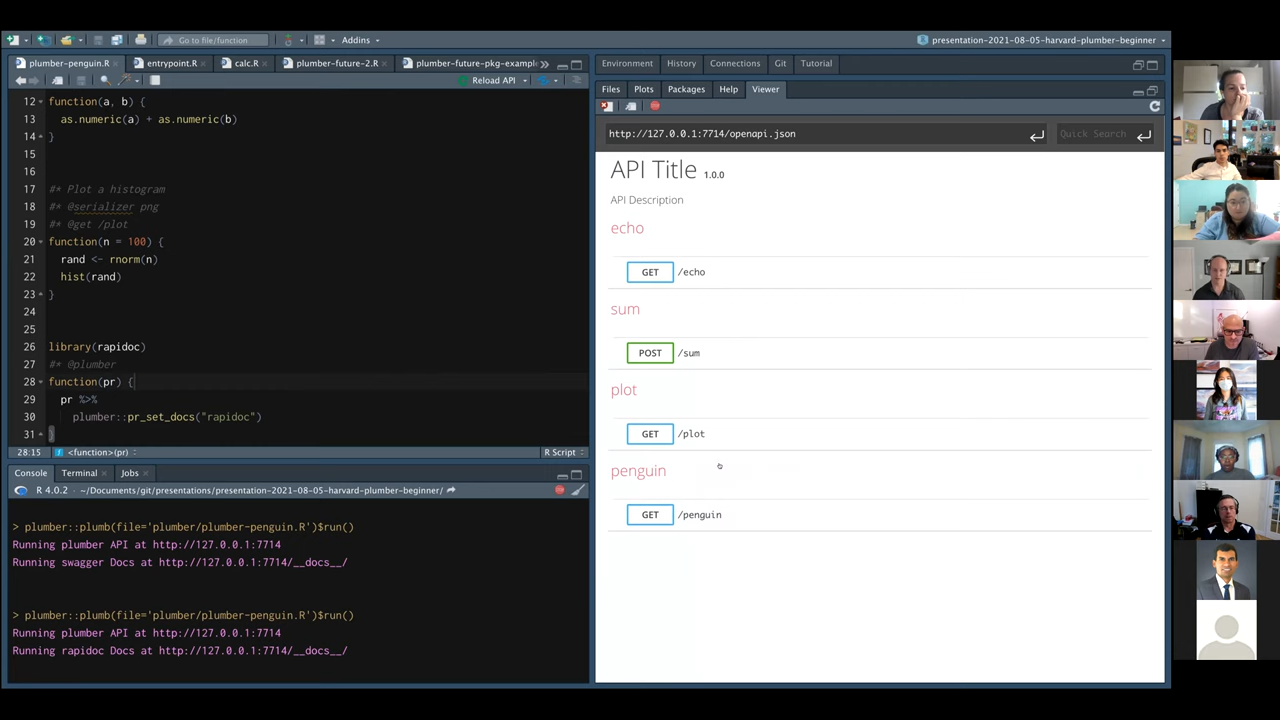 Go to file/function
Addins
presentation-2021-08-05-harvard-plumber-beginner
plumber-penguin.R
entrypoint.R
calc.R
plumber-future-2.R
plumber-future-pkg-example
Reload API
12 function(a, b) {
13 as.numeric(a) + as.numeric(b)
14 }
15
16
17 #* Plot a histogram
18 #* @serializer png
19 #* @get /plot
20 function(n = 100) {
21 rand <- rnorm(n)
22 hist(rand)
23 }
24
25
26 library(rapidoc)
27 #* @plumber
28 function(pr) {
29 pr %>%
30 plumber::pr_set_docs("rapidoc")
31 }
28:15 <function>(pr)
R Script
Console Terminal Jobs
R 4.0.2 · ~/Documents/git/presentations/presentation-2021-08-05-harvard-plumber-beginner/
> plumber::plumb(file='plumber/plumber-penguin.R')$run()
Running plumber API at http://127.0.0.1:7714
Running swagger Docs at http://127.0.0.1:7714/__docs__/
> plumber::plumb(file='plumber/plumber-penguin.R')$run()
Running plumber API at http://127.0.0.1:7714
Running rapidoc Docs at http://127.0.0.1:7714/__docs__/
Environment History Connections Git Tutorial
Files Plots Packages Help Viewer
http://127.0.0.1:7714/openapi.json
Quick Search
API Title 1.0.0
API Description
echo
GET /echo
sum
POST /sum
plot
GET /plot
penguin
GET /penguin